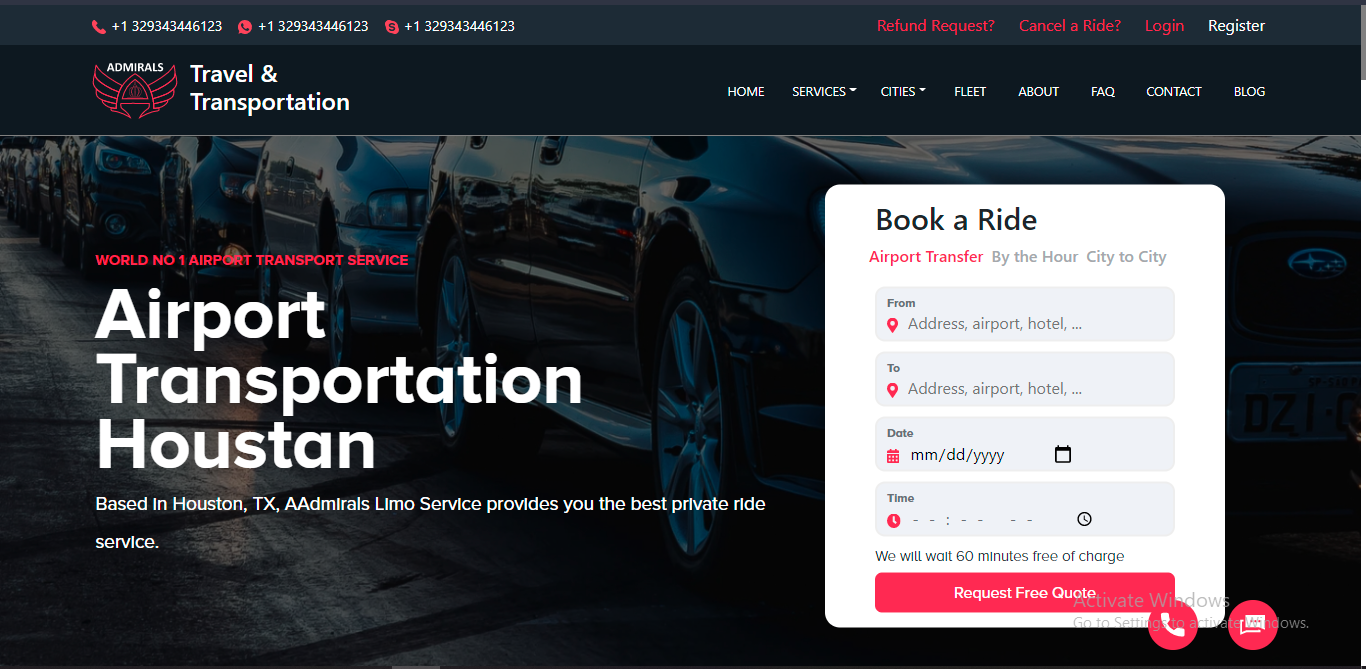 +1 329343446123 +1 329343446123 +1 329343446123 Refund Request? Cancel a Ride? Login Register
ADMIRALS
Travel &
Transportation
HOME SERVICES CITIES FLEET ABOUT FAQ CONTACT BLOG
WORLD NO 1 AIRPORT TRANSPORT SERVICE
Airport
Transportation
Houstan
Based in Houston, TX, AAdmirals Limo Service provides you the best private ride
service.
Book a Ride
Airport Transfer By the Hour City to City
From
Address, airport, hotel, ...
To
Address, airport, hotel, ...
Date
mm/dd/yyyy
Time
- - : - - - -
We will wait 60 minutes free of charge
Request Free Quote
Activate Windows
Go to Settings to activate Windows.